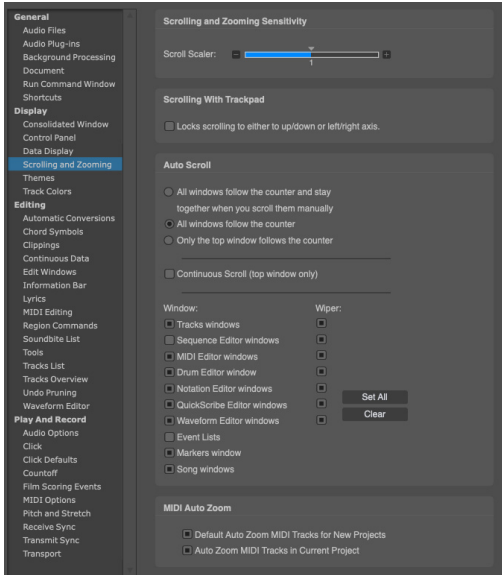 General
Audio Files
Audio Plug-ins
Background Processing
Document
Run Command Window
Shortcuts
Display
Consolidated Window
Control Panel
Data Display
Scrolling and Zooming
Themes
Track Colors
Editing
Automatic Conversions
Chord Symbols
Clippings
Continuous Data
Edit Windows
Information Bar
Lyrics
MIDI Editing
Region Commands
Soundbite List
Tools
Tracks List
Tracks Overview
Undo Pruning
Waveform Editor
Play And Record
Audio Options
Click
Click Defaults
Countoff
Film Scoring Events
MIDI Options
Pitch and Stretch
Receive Sync
Transmit Sync
Transport
Scrolling and Zooming Sensitivity
Scroll Scaler:
1
Scrolling With Trackpad
Locks scrolling to either to up/down or left/right axis.
Auto Scroll
All windows follow the counter and stay
together when you scroll them manually
All windows follow the counter
Only the top window follows the counter
Continuous Scroll (top window only)
Window: Wiper:
Tracks windows
Sequence Editor windows
MIDI Editor windows
Drum Editor window
Notation Editor windows
QuickScribe Editor windows
Waveform Editor windows
Event Lists
Markers window
Song windows
Set All
Clear
MIDI Auto Zoom
Default Auto Zoom MIDI Tracks for New Projects
Auto Zoom MIDI Tracks in Current Project